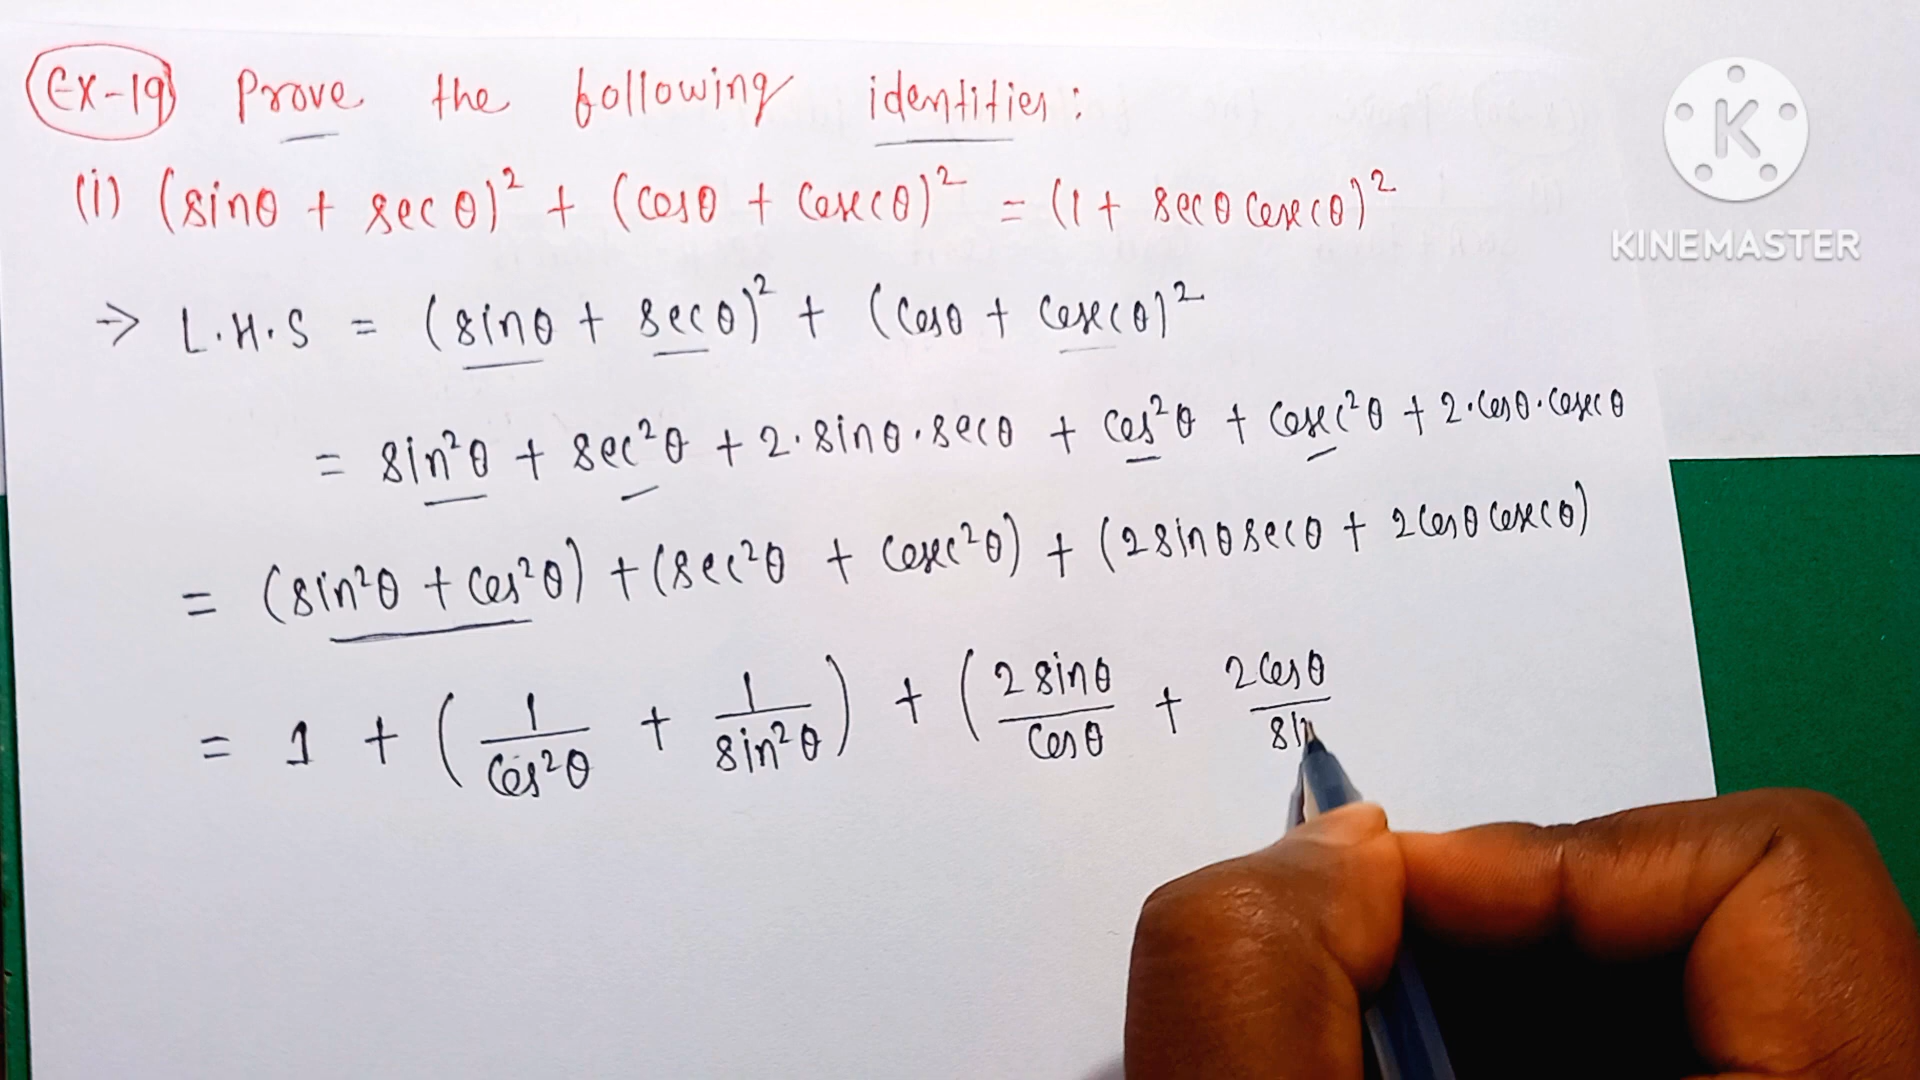 Ex-19 Prove the following identities:
(i) (sinθ + secθ)² + (cosθ + cosecθ)² = (1 + secθ cosecθ)²
→ L.H.S = (sinθ + secθ)² + (cosθ + cosecθ)²
= sin²θ + sec²θ + 2·sinθ·secθ + cos²θ + cosec²θ + 2·cosθ·cosecθ
= (sin²θ + cos²θ) + (sec²θ + cosec²θ) + (2sinθ secθ + 2cosθ cosecθ)
= 1 + (1/cos²θ + 1/sin²θ) + (2sinθ/cosθ + 2cosθ/sin
K
KINEMASTER